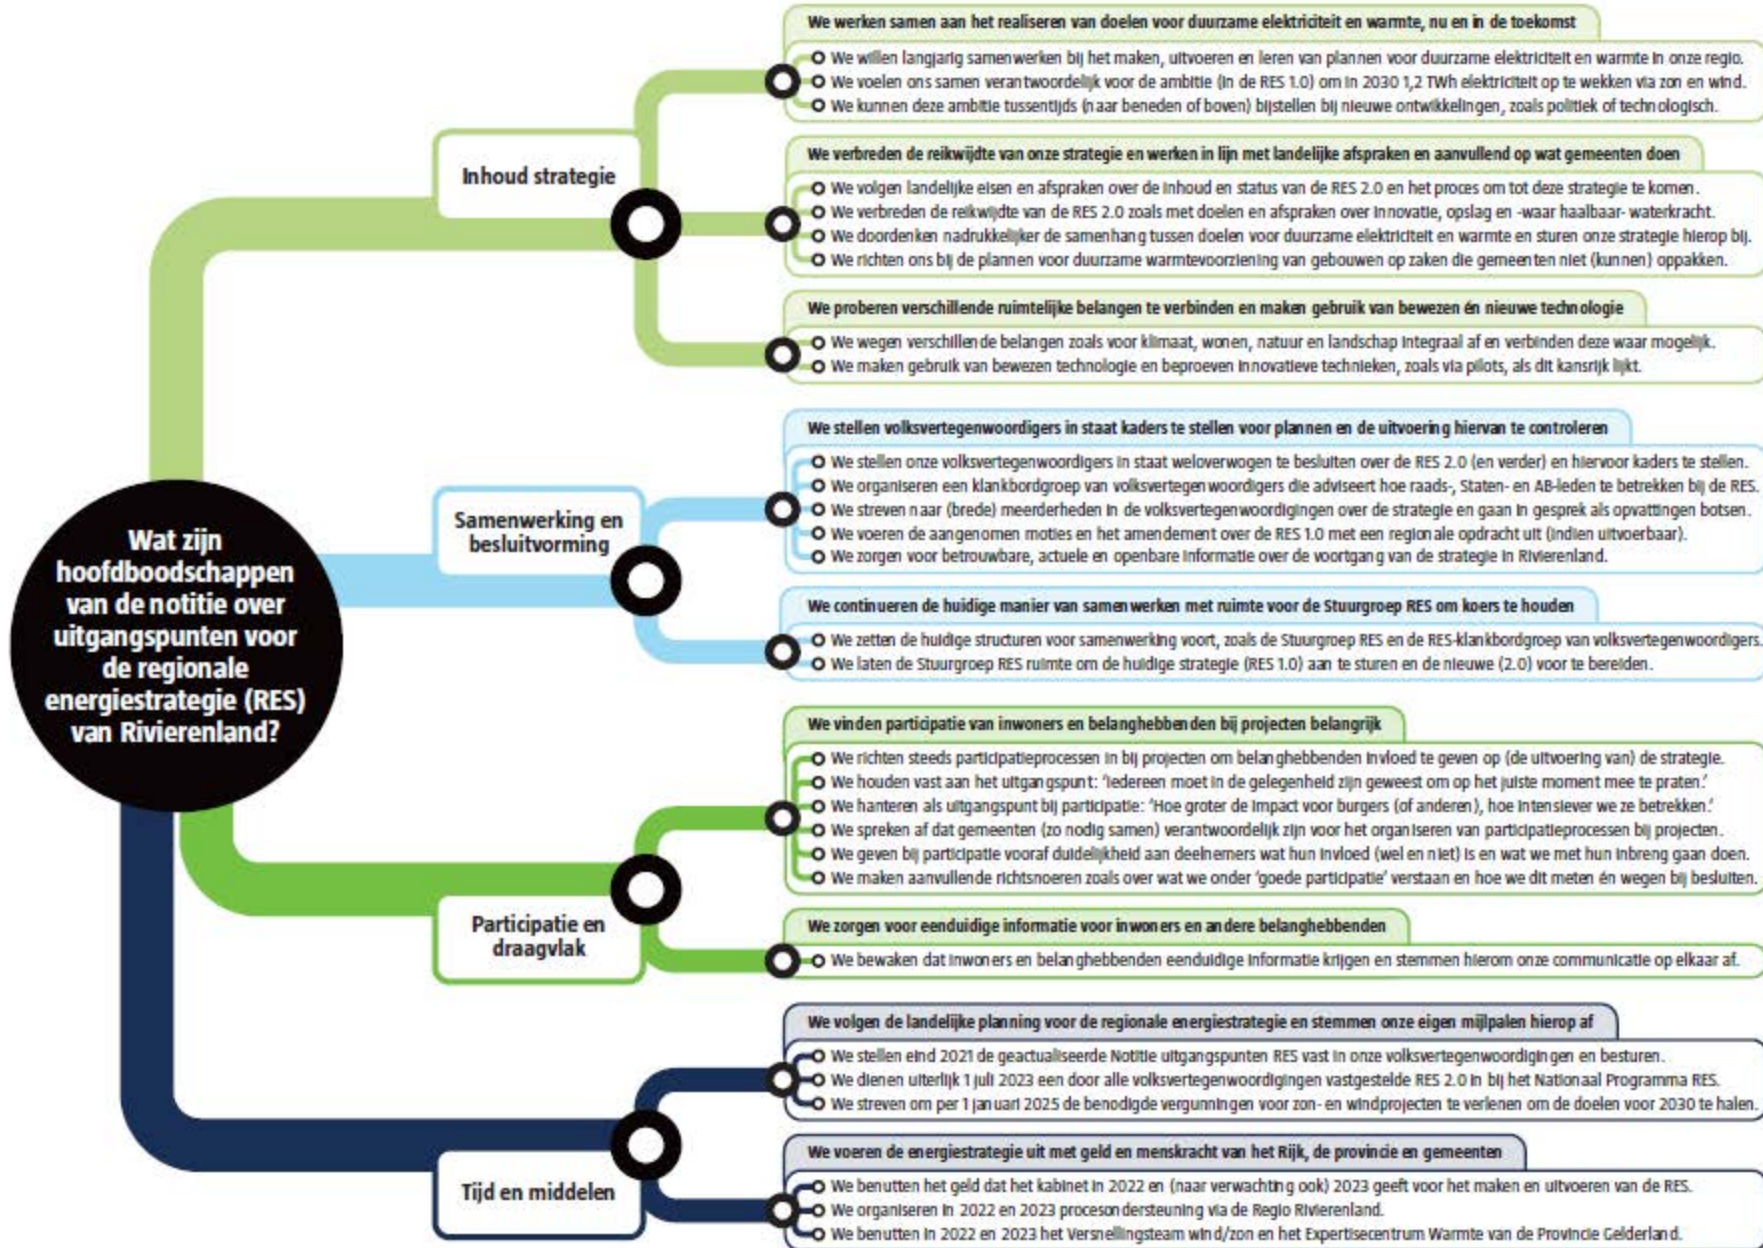 Wat zijn
hoofdboodschappen
van de notitie over
uitgangspunten voor
de regionale
energiestrategie (RES)
van Rivierenland?
Inhoud strategie
We werken samen aan het realiseren van doelen voor duurzame elektriciteit en warmte, nu en in de toekomst
We willen langjarig samenwerken bij het maken, uitvoeren en leren van plannen voor duurzame elektriciteit en warmte in onze regio.
We voelen ons samen verantwoordelijk voor de ambitie (in de RES 1.0) om in 2030 1,2 TWh elektriciteit op te wekken via zon en wind.
We kunnen deze ambitie tussentijds (naar beneden of boven) bijstellen bij nieuwe ontwikkelingen, zoals politiek of technologisch.
We verbreden de reikwijdte van onze strategie en werken in lijn met landelijke afspraken en aanvullend op wat gemeenten doen
We volgen landelijke eisen en afspraken over de inhoud en status van de RES 2.0 en het proces om tot deze strategie te komen.
We verbreden de reikwijdte van de RES 2.0 zoals met doelen en afspraken over innovatie, opslag en -waar haalbaar- waterkracht.
We doordenken nadrukkelijker de samenhang tussen doelen voor duurzame elektriciteit en warmte en sturen onze strategie hierop bij.
We richten ons bij de plannen voor duurzame warmtevoorziening van gebouwen op zaken die gemeenten niet (kunnen) oppakken.
We proberen verschillende ruimtelijke belangen te verbinden en maken gebruik van bewezen én nieuwe technologie
We wegen verschillende belangen zoals voor klimaat, wonen, natuur en landschap integraal af en verbinden deze waar mogelijk.
We maken gebruik van bewezen technologie en beproeven innovatieve technieken, zoals via pilots, als dit kansrijk lijkt.
Samenwerking en
besluitvorming
We stellen volksvertegenwoordigers in staat kaders te stellen voor plannen en de uitvoering hiervan te controleren
We stellen onze volksvertegenwoordigers in staat weloverwogen te besluiten over de RES 2.0 (en verder) en hiervoor kaders te stellen.
We organiseren een klankbordgroep van volksvertegenwoordigers die adviseert hoe raads-, Staten- en AB-leden te betrekken bij de RES.
We streven naar (brede) meerderheden in de volksvertegenwoordigingen over de strategie en gaan in gesprek als opvattingen botsen.
We voeren de aangenomen moties en het amendement over de RES 1.0 met een regionale opdracht uit (indien uitvoerbaar).
We zorgen voor betrouwbare, actuele en openbare informatie over de voortgang van de strategie in Rivierenland.
We continueren de huidige manier van samenwerken met ruimte voor de Stuurgroep RES om koers te houden
We zetten de huidige structuren voor samenwerking voort, zoals de Stuurgroep RES en de RES-klankbordgroep van volksvertegenwoordigers.
We laten de Stuurgroep RES ruimte om de huidige strategie (RES 1.0) aan te sturen en de nieuwe (2.0) voor te bereiden.
Participatie en
draagvlak
We vinden participatie van inwoners en belanghebbenden bij projecten belangrijk
We richten steeds participatieprocessen in bij projecten om belanghebbenden invloed te geven op (de uitvoering van) de strategie.
We houden vast aan het uitgangspunt: 'Iedereen moet in de gelegenheid zijn geweest om op het juiste moment mee te praten.'
We hanteren als uitgangspunt bij participatie: 'Hoe groter de impact voor burgers (of anderen), hoe intensiever we ze betrekken.'
We spreken af dat gemeenten (zo nodig samen) verantwoordelijk zijn voor het organiseren van participatieprocessen bij projecten.
We geven bij participatie vooraf duidelijkheid aan deelnemers wat hun invloed (wel en niet) is en wat we met hun inbreng gaan doen.
We maken aanvullende richtsnoeren zoals over wat we onder 'goede participatie' verstaan en hoe we dit meten én wegen bij besluiten.
We zorgen voor eenduidige informatie voor inwoners en andere belanghebbenden
We bewaken dat inwoners en belanghebbenden eenduidige informatie krijgen en stemmen hierom onze communicatie op elkaar af.
Tijd en middelen
We volgen de landelijke planning voor de regionale energiestrategie en stemmen onze eigen mijlpalen hierop af
We stellen eind 2021 de geactualiseerde Notitie uitgangspunten RES vast in onze volksvertegenwoordigingen en besturen.
We dienen uiterlijk 1 juli 2023 een door alle volksvertegenwoordigingen vastgestelde RES 2.0 in bij het Nationaal Programma RES.
We streven om per 1 januari 2025 de benodigde vergunningen voor zon- en windprojecten te verlenen om de doelen voor 2030 te halen.
We voeren de energiestrategie uit met geld en menskracht van het Rijk, de provincie en gemeenten
We benutten het geld dat het kabinet in 2022 en (naar verwachting ook) 2023 geeft voor het maken en uitvoeren van de RES.
We organiseren in 2022 en 2023 procesondersteuning via de Regio Rivierenland.
We benutten in 2022 en 2023 het Versnellingsteam wind/zon en het Expertisecentrum Warmte van de Provincie Gelderland.